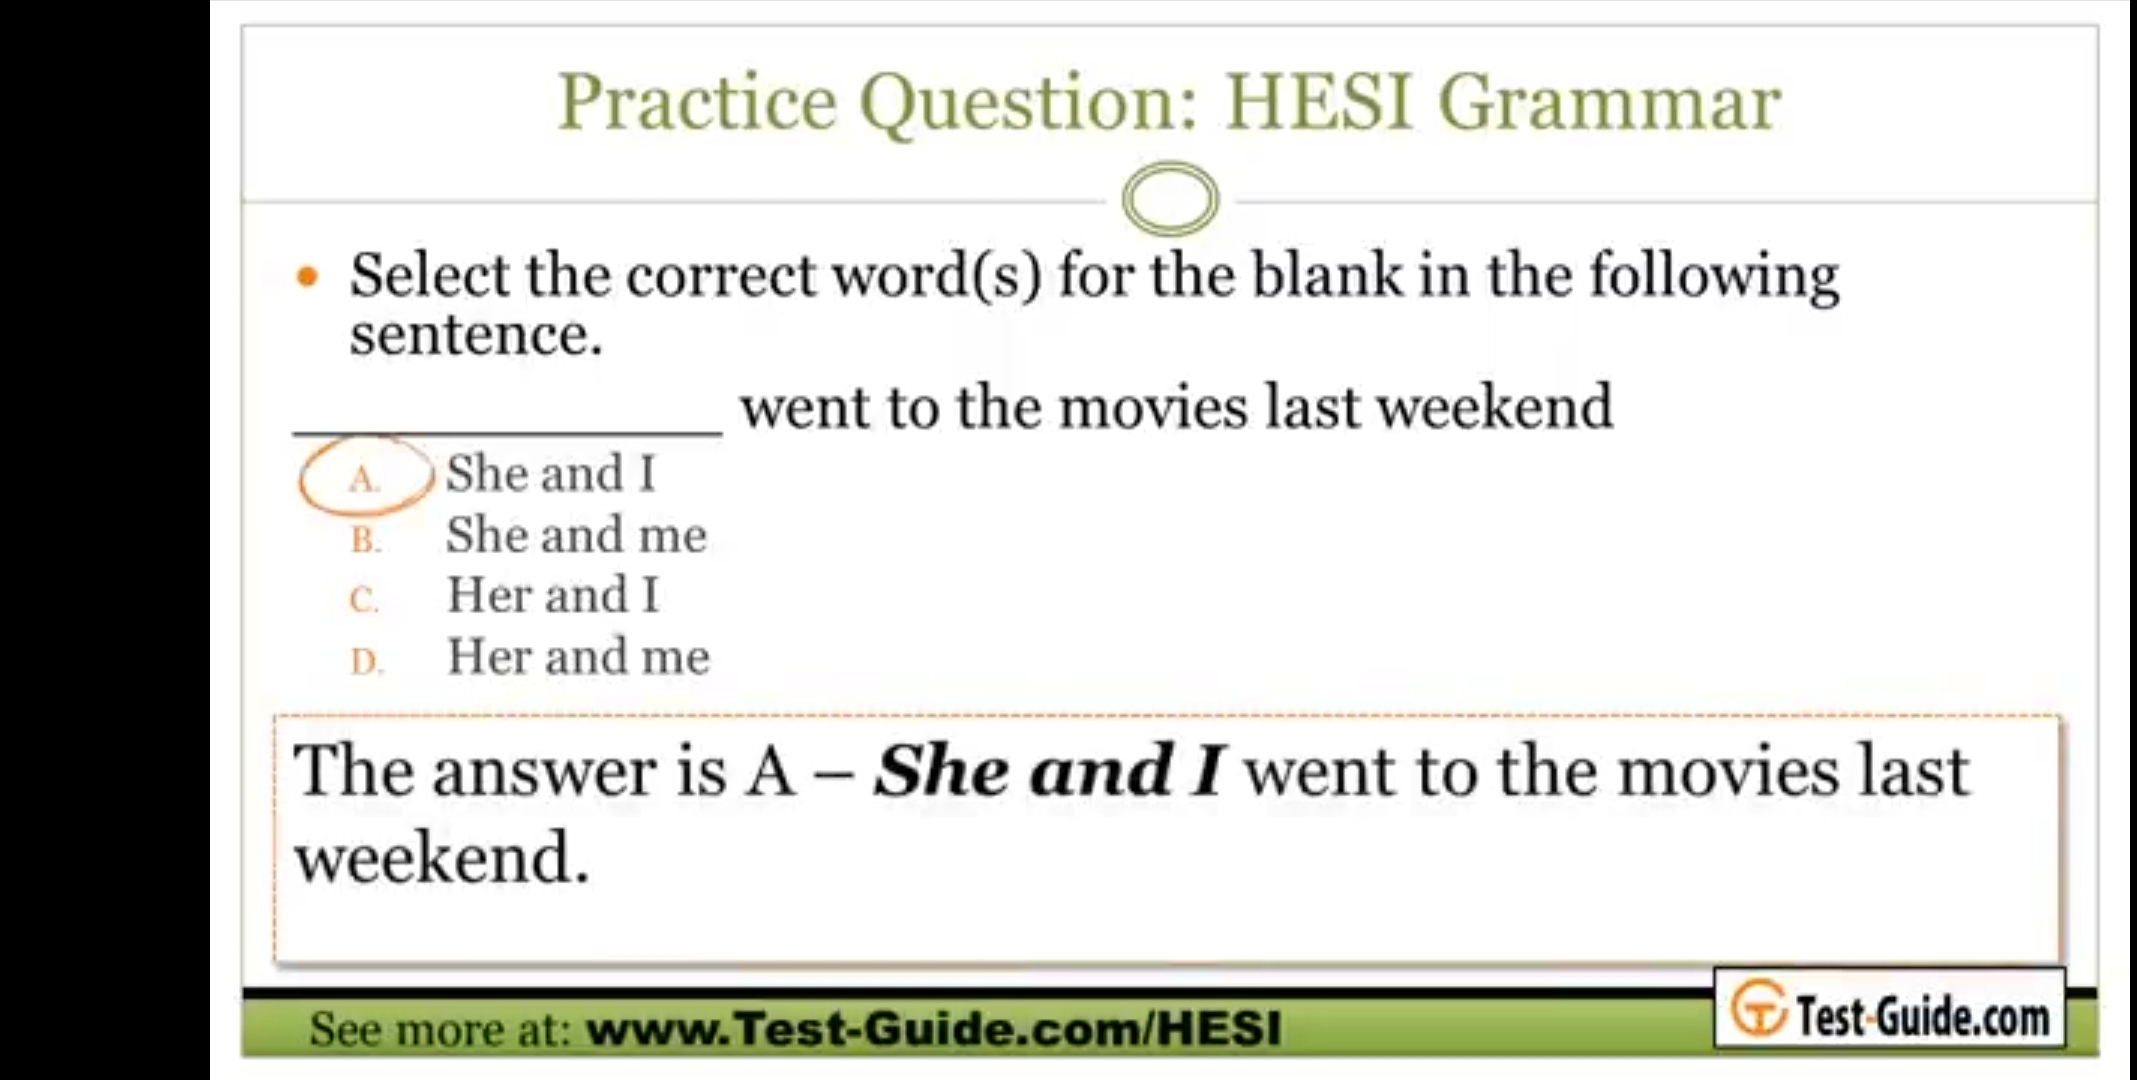 Practice Question: HESI Grammar
• Select the correct word(s) for the blank in the following
sentence.
__________ went to the movies last weekend
A. She and I
B. She and me
C. Her and I
D. Her and me
The answer is A – She and I went to the movies last
weekend.
See more at: www.Test-Guide.com/HESI
Test-Guide.com